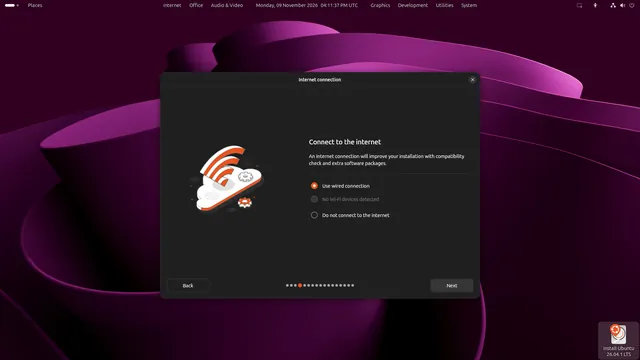 Places
Internet
Office
Audio & Video
Monday, 09 November 2026 04:11:37 PM UTC
Graphics
Development
Utilities
System
Internet connection
Connect to the internet
An internet connection will improve your installation with compatibility
check and extra software packages.
Use wired connection
No Wi-Fi devices detected
Do not connect to the internet
Back
Next
Install Ubuntu
26.04.1 LTS